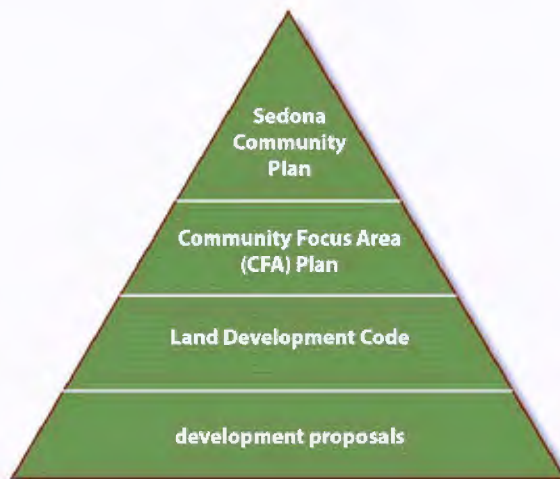 Sedona
Community
Plan
Community Focus Area
(CFA) Plan
Land Development Code
development proposals